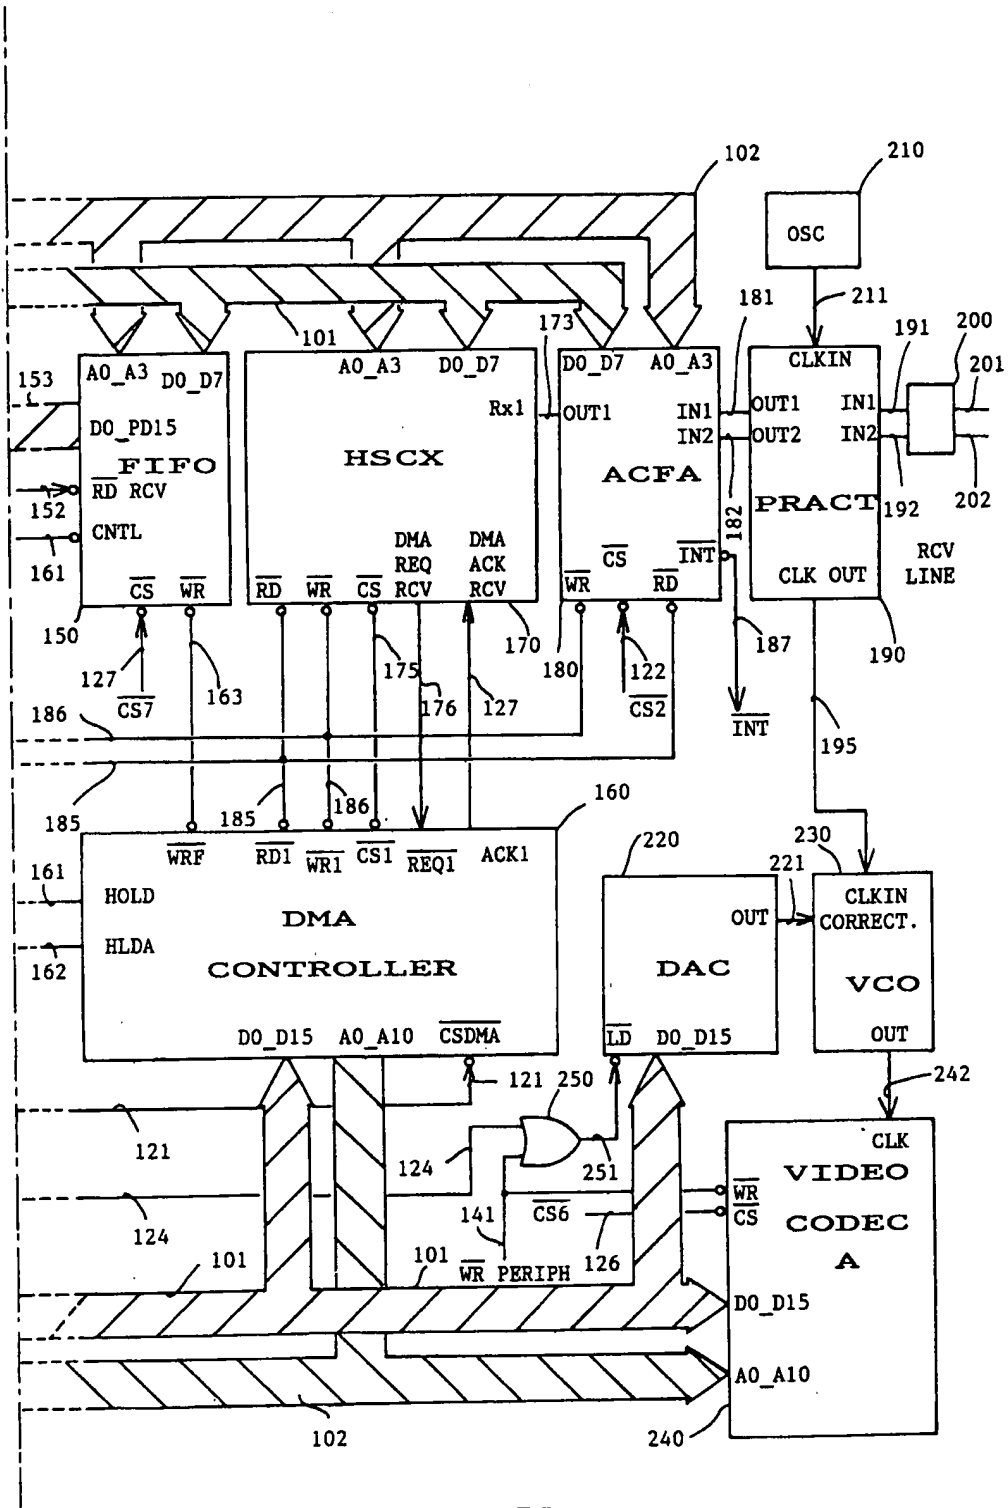 102
210
OSC
211
181
191
200
201
101
173
A0_A3
D0_D7
A0_A3
D0_D7
D0_D7
A0_A3
CLKIN
153
Rx1
OUT1
IN1
OUT1
IN1
D0_PD15
IN2
OUT2
IN2
FIFO
HSCX
ACFA
PRACT
192
202
RD RCV
152
182
CNTL
161
DMA
REQ
RCV
DMA
ACK
RCV
CS
INT
RCV
LINE
CS
WR
RD
WR
CS
WR
RD
CLK OUT
150
170
180
187
190
127
163
175
122
CS7
176
127
CS2
INT
186
195
185
185
186
160
WRF
RD1
WR1
CS1
REQ1
ACK1
220
230
161
HOLD
221
CLKIN
CORRECT.
DMA
OUT
162
HLDA
CONTROLLER
DAC
VCO
D0_D15
A0_A10
CSDMA
LD
D0_D15
OUT
121
250
242
121
124
251
CLK
VIDEO
124
141
CS6
WR
CS
CODEC
126
A
101
101
WR PERIPH
D0_D15
A0_A10
102
240